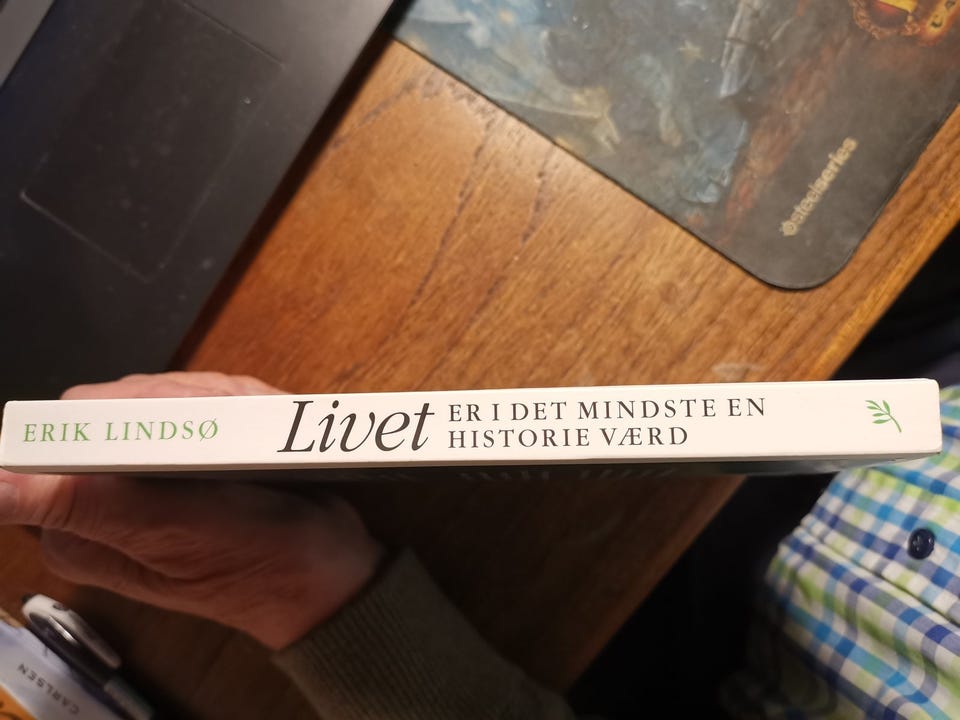 steelseries
ERIK LINDSØ
Livet
ER I DET MINDSTE EN
HISTORIE VÆRD
CARLSEN